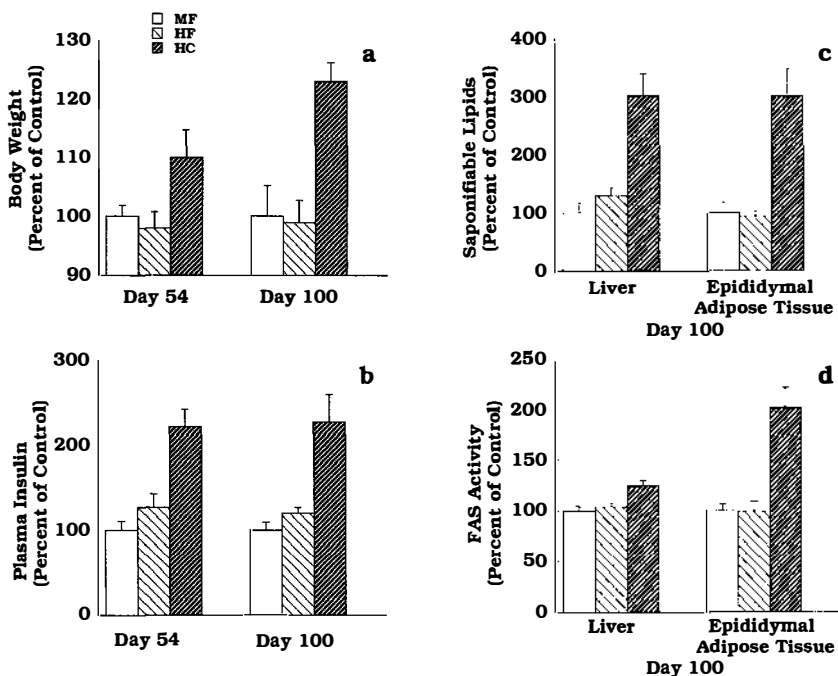 MF
HF
HC
a
Body Weight
(Percent of Control)
130
120
110
100
90
Day 54
Day 100
b
Plasma Insulin
(Percent of Control)
300
200
100
0
Day 54
Day 100
c
Saponifiable Lipids
(Percent of Control)
400
300
200
100
0
Liver
Epididymal
Adipose Tissue
Day 100
d
FAS Activity
(Percent of Control)
250
200
150
100
50
0
Liver
Epididymal
Adipose Tissue
Day 100